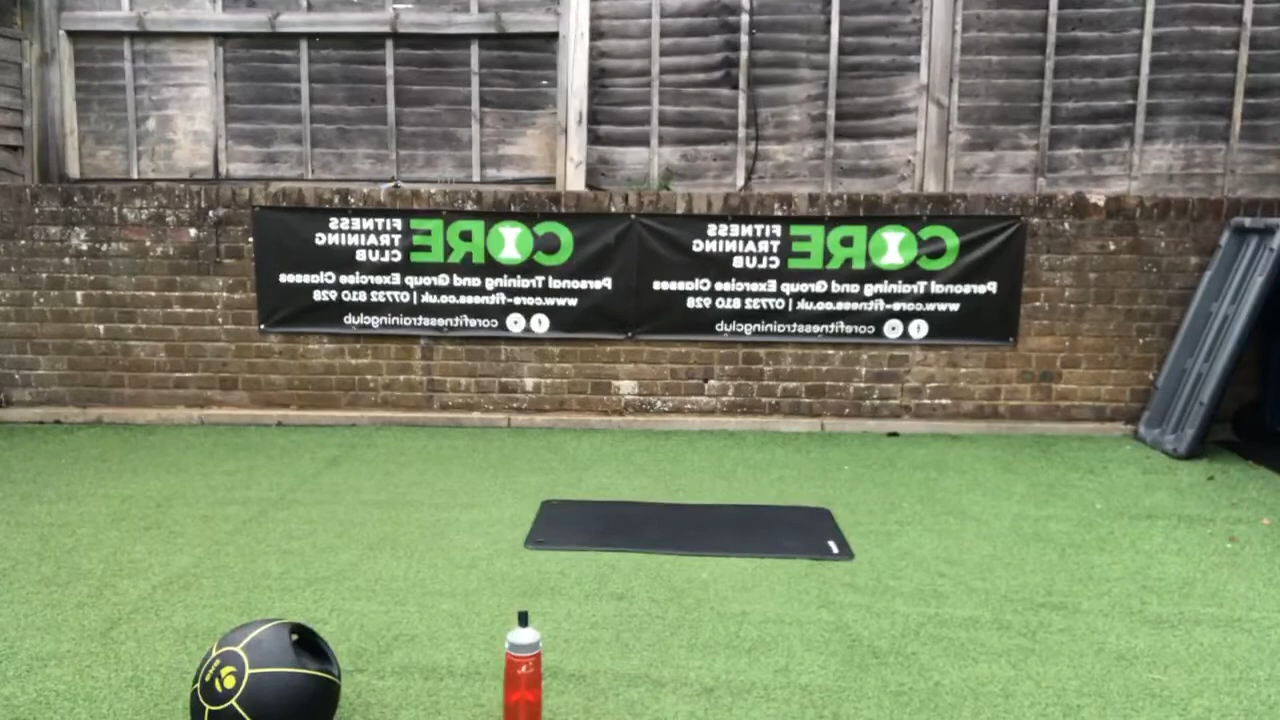 CORE FITNESS TRAINING CLUB
Personal Training and Group Exercise Classes
www.core-fitness.co.uk | 07732 810 928
corefitnesstrainingclub
CORE FITNESS TRAINING CLUB
Personal Training and Group Exercise Classes
www.core-fitness.co.uk | 07732 810 928
corefitnesstrainingclub